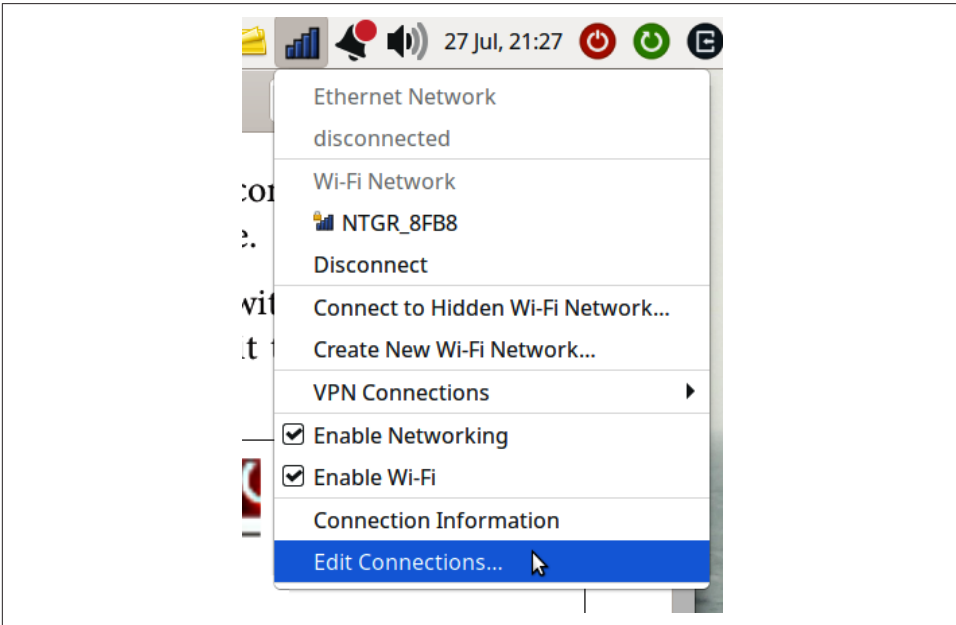 27 Jul, 21:27
Ethernet Network
disconnected
Wi-Fi Network
NTGR_8FB8
Disconnect
Connect to Hidden Wi-Fi Network...
Create New Wi-Fi Network...
VPN Connections
Enable Networking
Enable Wi-Fi
Connection Information
Edit Connections...